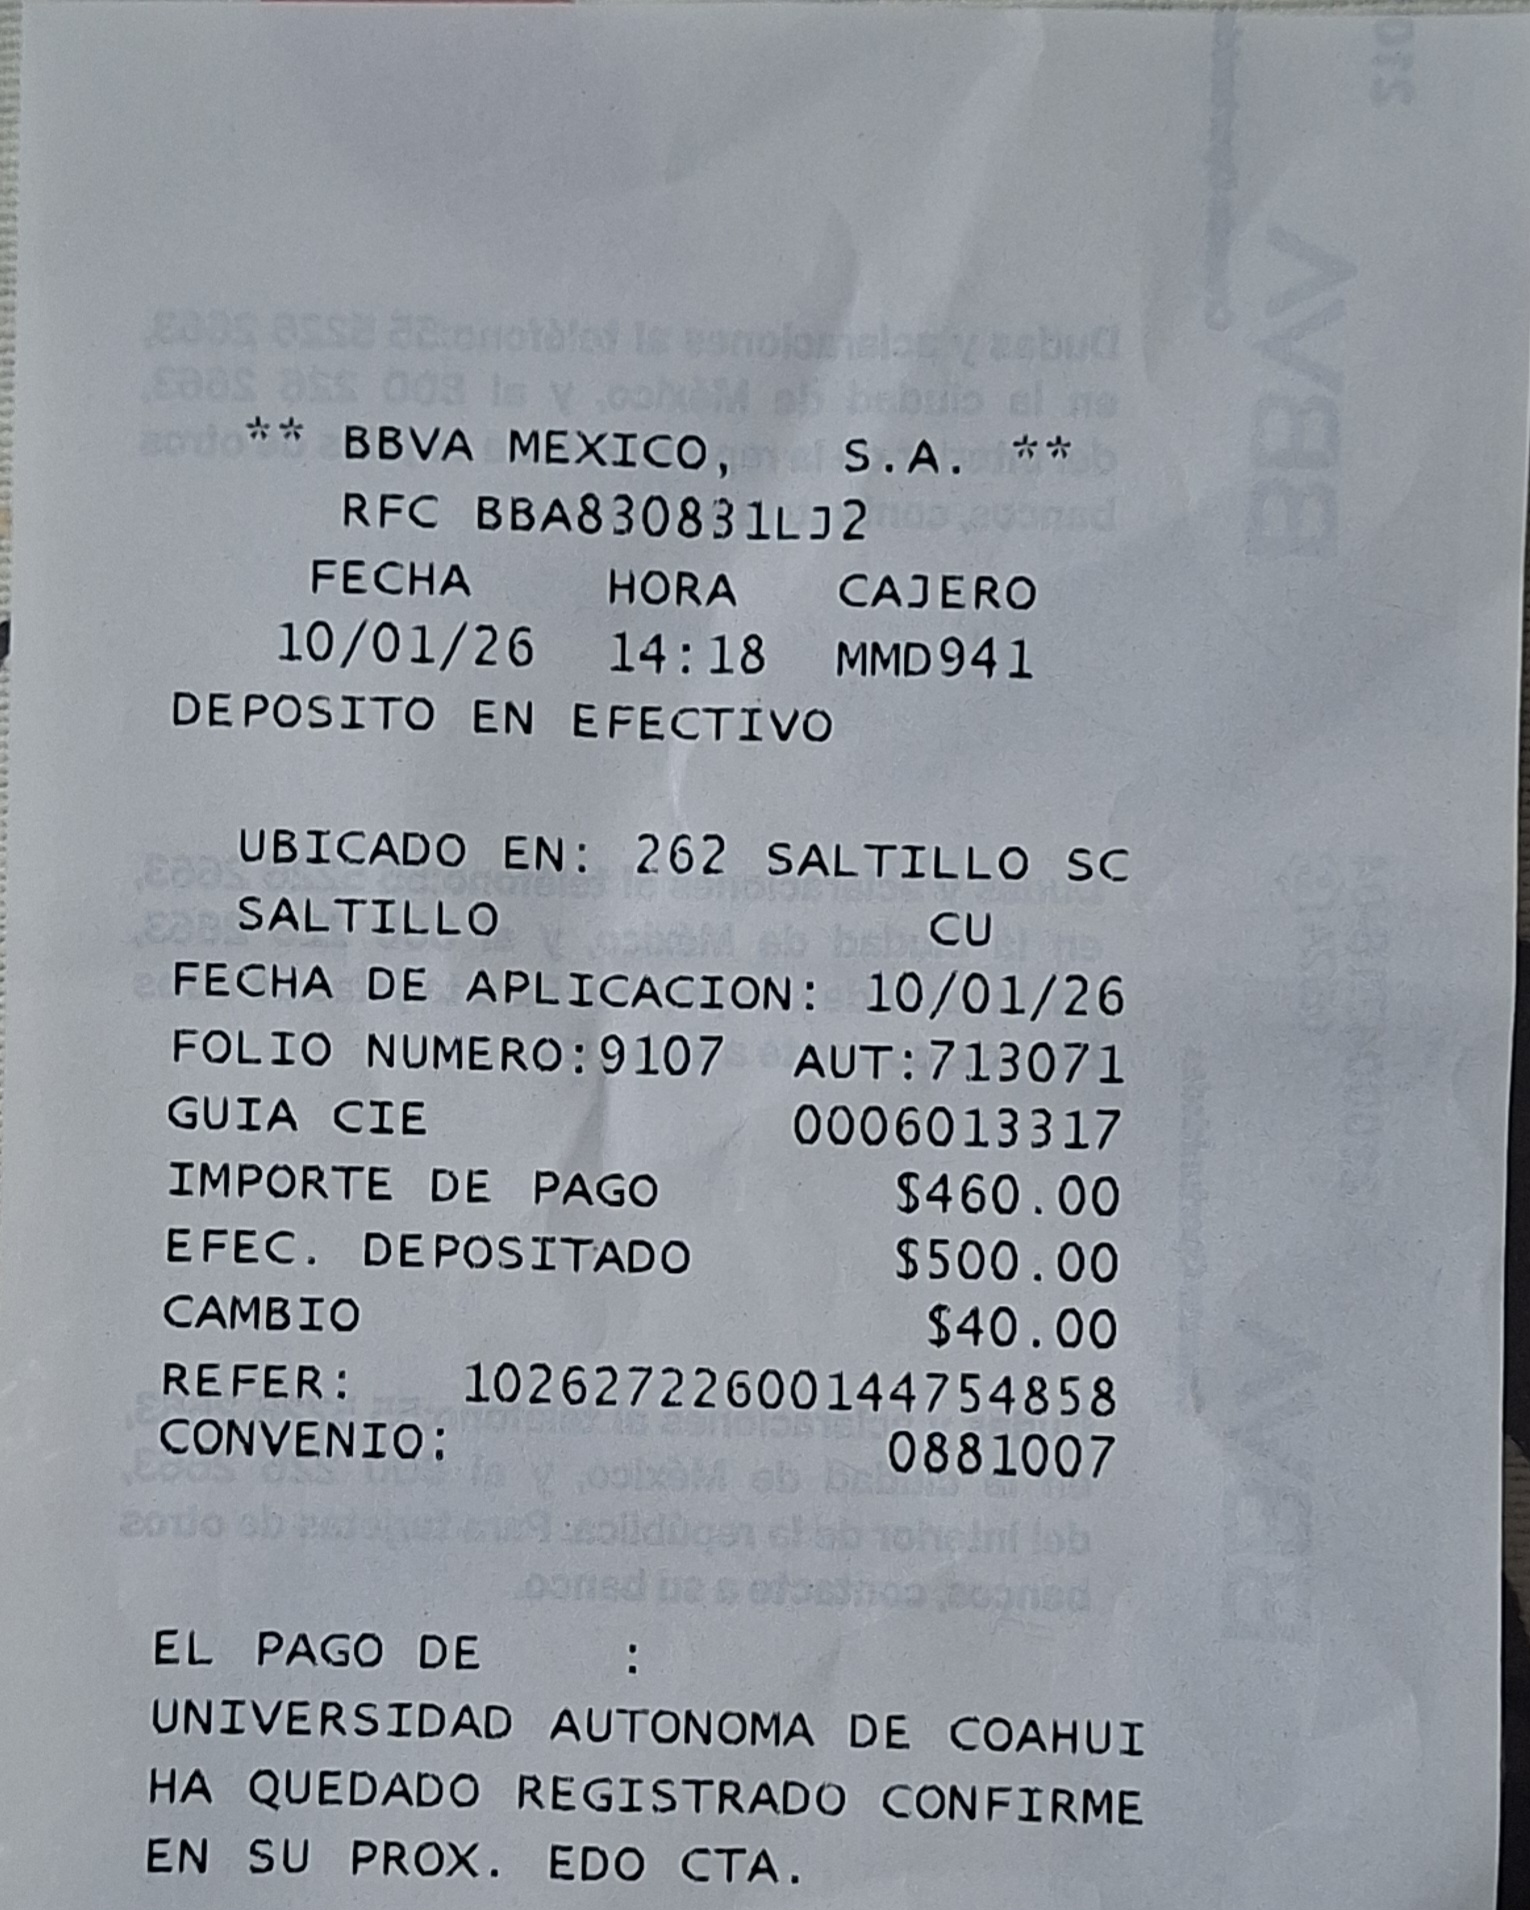 ** BBVA MEXICO, S.A. **
RFC BBA830831LJ2
FECHA HORA CAJERO
10/01/26 14:18 MMD941
DEPOSITO EN EFECTIVO
UBICADO EN: 262 SALTILLO SC
SALTILLO CU
FECHA DE APLICACION: 10/01/26
FOLIO NUMERO:9107 AUT:713071
GUIA CIE 0006013317
IMPORTE DE PAGO $460.00
EFEC. DEPOSITADO $500.00
CAMBIO $40.00
REFER: 10262722600144754858
CONVENIO: 0881007
EL PAGO DE :
UNIVERSIDAD AUTONOMA DE COAHUI
HA QUEDADO REGISTRADO CONFIRME
EN SU PROX. EDO CTA.